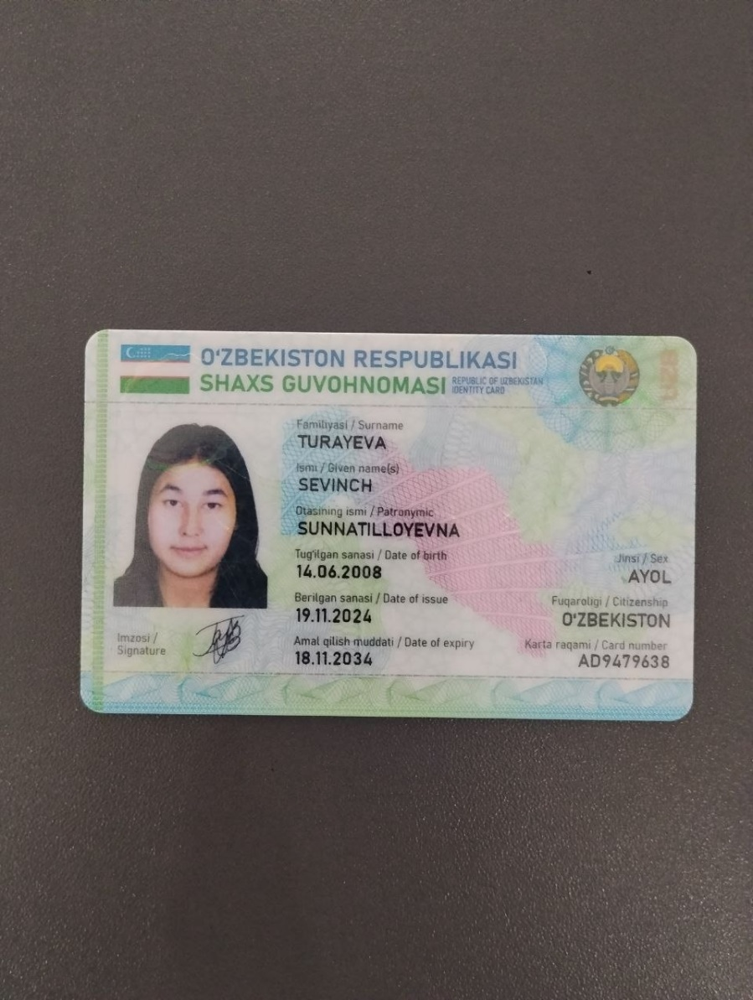 O‘ZBEKISTON RESPUBLIKASI
SHAXS GUVOHNOMASI
REPUBLIC OF UZBEKISTAN
IDENTITY CARD
Familiyasi / Surname
TURAYEVA
Ismi / Given name(s)
SEVINCH
Otasining ismi / Patronymic
SUNNATILLOYEVNA
Tug‘ilgan sanasi / Date of birth
14.06.2008
Jinsi / Sex
AYOL
Berilgan sanasi / Date of issue
19.11.2024
Fuqaroligi / Citizenship
O‘ZBEKISTON
Amal qilish muddati / Date of expiry
18.11.2034
Karta raqami / Card number
AD9479638
Imzosi /
Signature